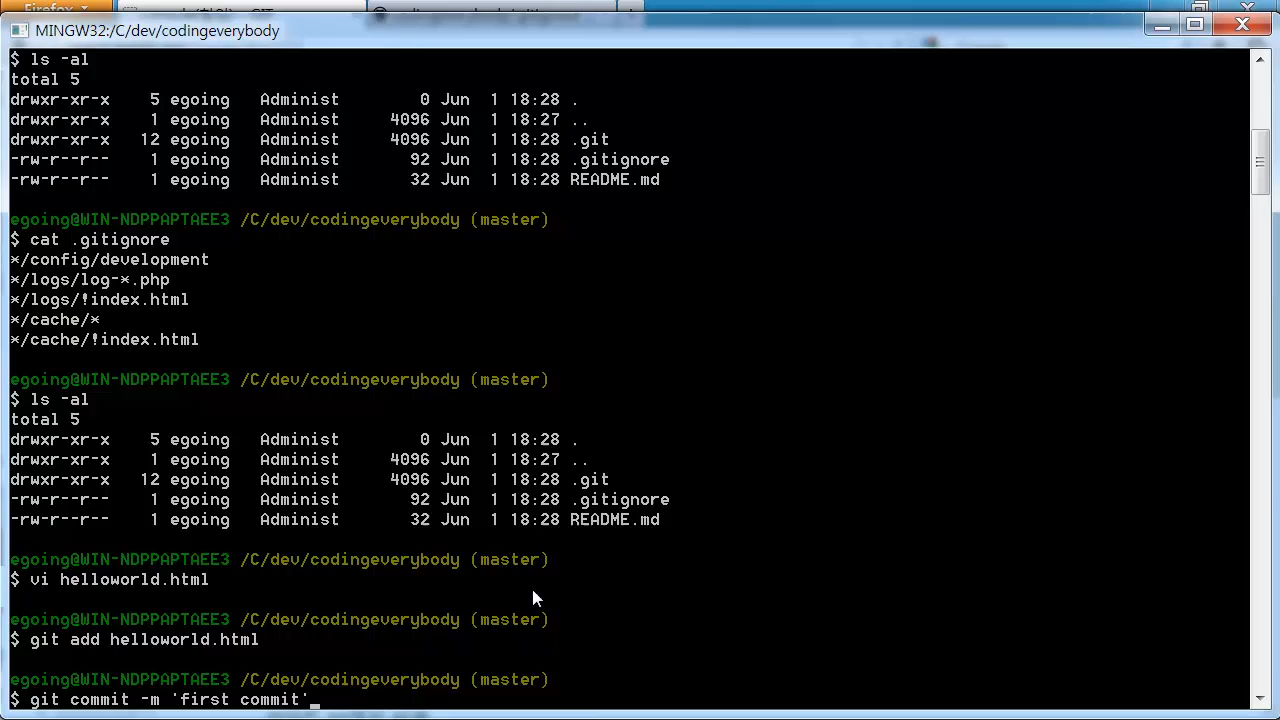 Firefox
MINGW32:/C/dev/codingeverybody
$ ls -al
total 5
drwxr-xr-x    5 egoing   Administ        0 Jun  1 18:28 .
drwxr-xr-x    1 egoing   Administ     4096 Jun  1 18:27 ..
drwxr-xr-x   12 egoing   Administ     4096 Jun  1 18:28 .git
-rw-r--r--    1 egoing   Administ       92 Jun  1 18:28 .gitignore
-rw-r--r--    1 egoing   Administ       32 Jun  1 18:28 README.md
egoing@WIN-NDPPAPTAEE3 /C/dev/codingeverybody (master)
$ cat .gitignore
*/config/development
*/logs/log-*.php
*/logs/!index.html
*/cache/*
*/cache/!index.html
egoing@WIN-NDPPAPTAEE3 /C/dev/codingeverybody (master)
$ ls -al
total 5
drwxr-xr-x    5 egoing   Administ        0 Jun  1 18:28 .
drwxr-xr-x    1 egoing   Administ     4096 Jun  1 18:27 ..
drwxr-xr-x   12 egoing   Administ     4096 Jun  1 18:28 .git
-rw-r--r--    1 egoing   Administ       92 Jun  1 18:28 .gitignore
-rw-r--r--    1 egoing   Administ       32 Jun  1 18:28 README.md
egoing@WIN-NDPPAPTAEE3 /C/dev/codingeverybody (master)
$ vi helloworld.html
egoing@WIN-NDPPAPTAEE3 /C/dev/codingeverybody (master)
$ git add helloworld.html
egoing@WIN-NDPPAPTAEE3 /C/dev/codingeverybody (master)
$ git commit -m 'first commit'